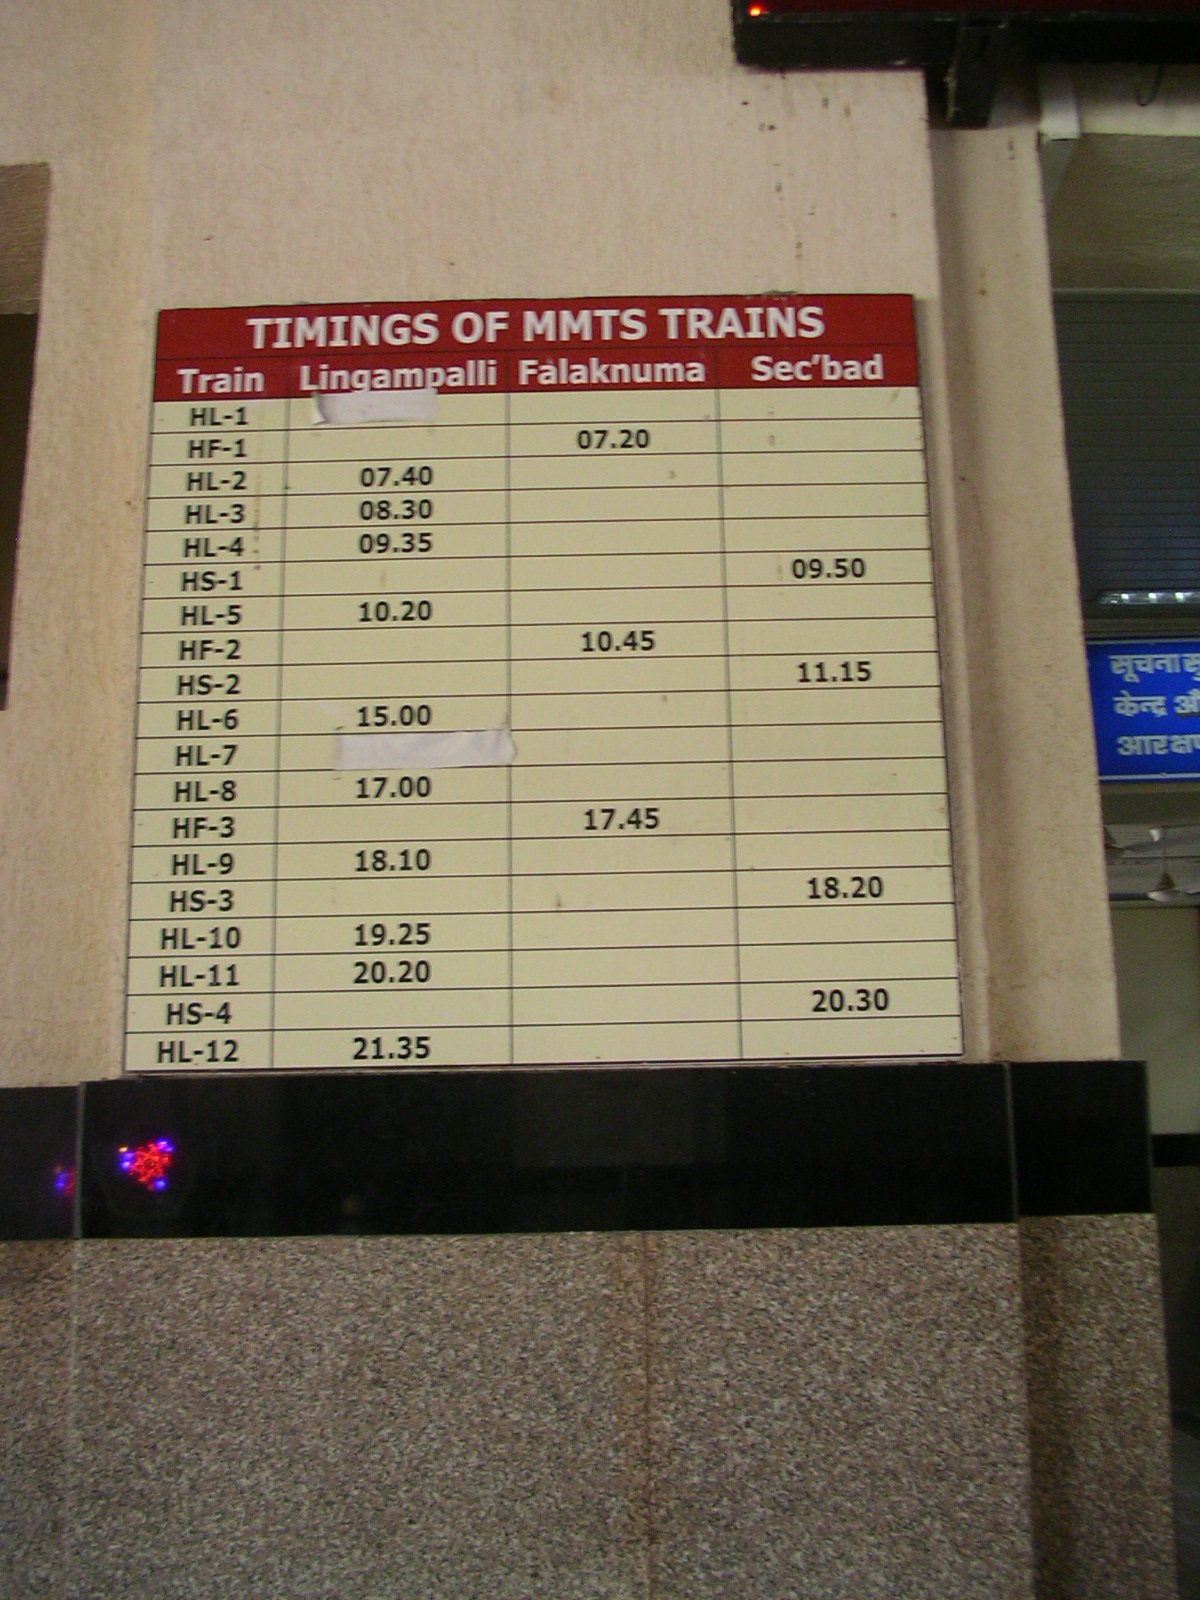 TIMINGS OF MMTS TRAINS
Train Lingampalli Falaknuma Sec'bad
HL-1
HF-1 07.20
HL-2 07.40
HL-3 08.30
HL-4 09.35
HS-1 09.50
HL-5 10.20
HF-2 10.45
HS-2 11.15
HL-6 15.00
HL-7
HL-8 17.00
HF-3 17.45
HL-9 18.10
HS-3 18.20
HL-10 19.25
HL-11 20.20
HS-4 20.30
HL-12 21.35
सूचना
केन्द्र